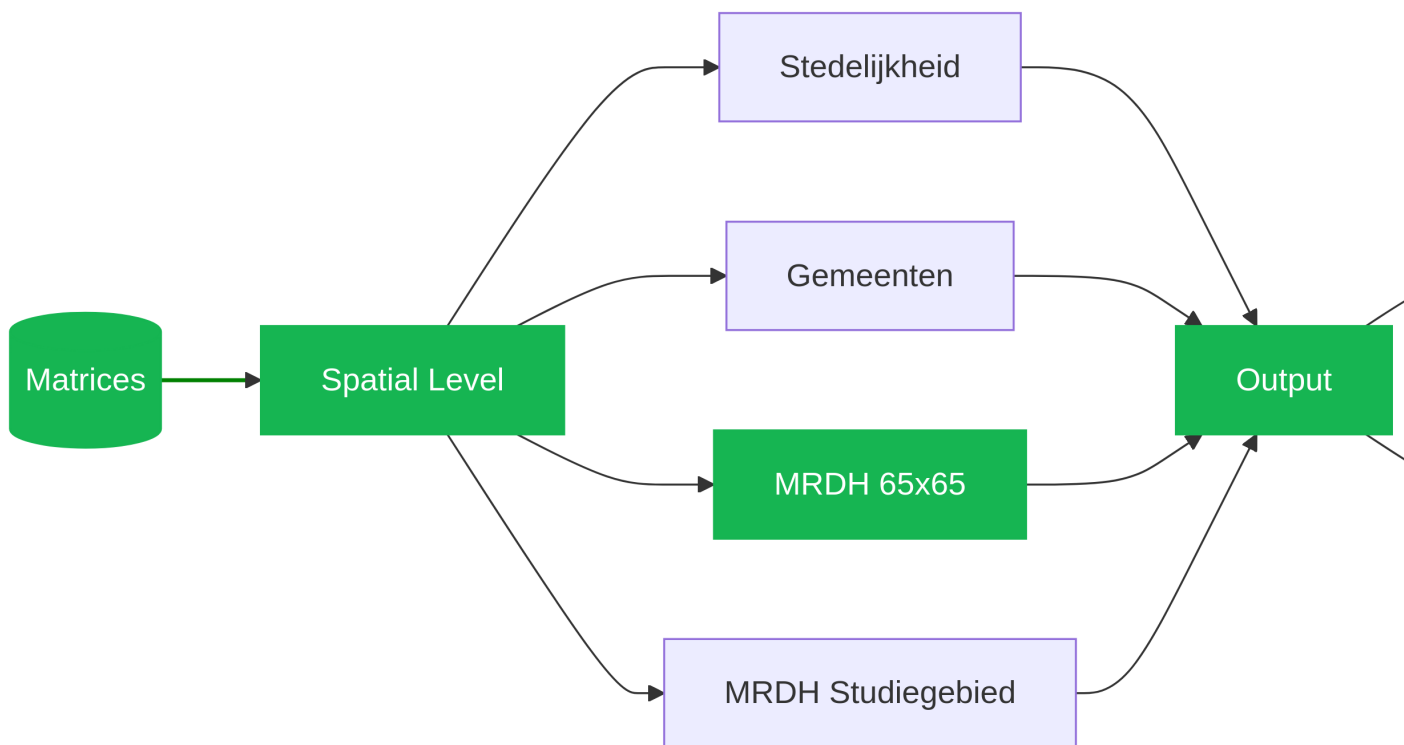 Stedelijkheid
Gemeenten
Matrices
Spatial Level
Output
MRDH 65x65
MRDH Studiegebied